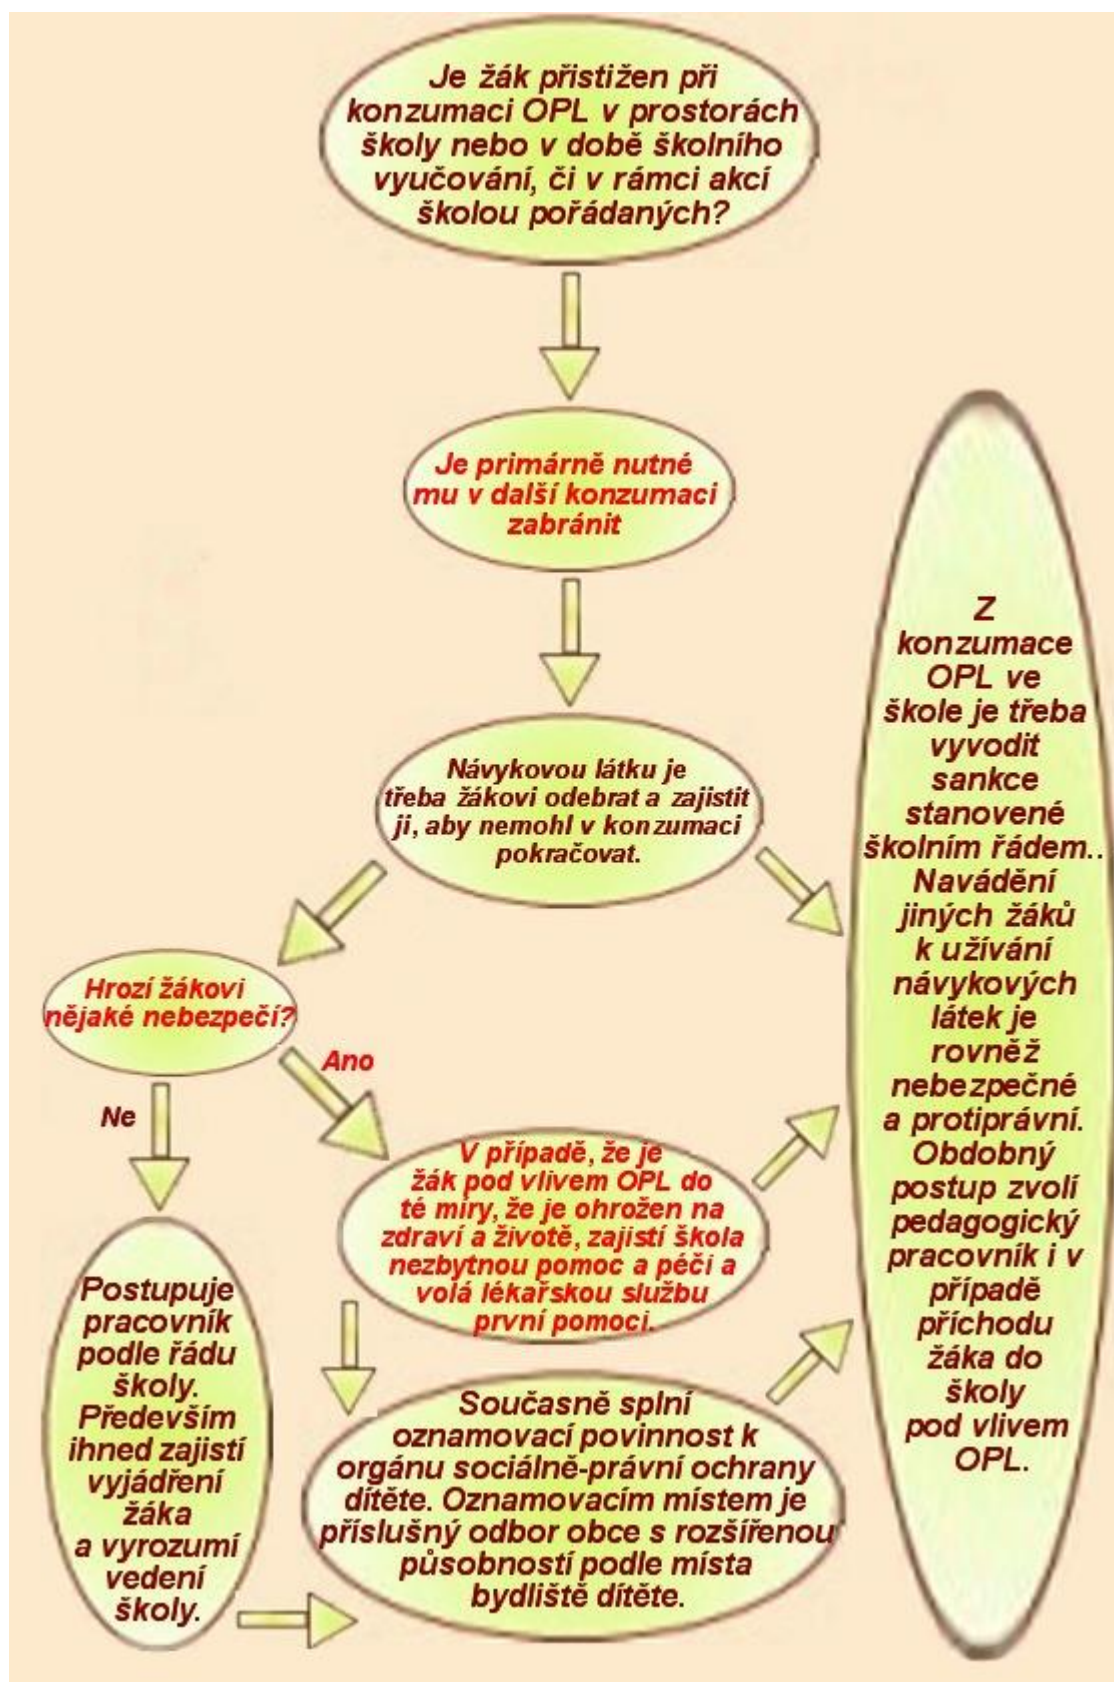 Je žák přistižen při
konzumaci OPL v prostorách
školy nebo v době školního
vyučování, či v rámci akcí
školou pořádaných?
Je primárně nutné
mu v další konzumaci
zabránit
Návykovou látku je
třeba žákovi odebrat a zajistit
ji, aby nemohl v konzumaci
pokračovat.
Hrozí žákovi
nějaké nebezpečí?
Ano
Ne
V případě, že je
žák pod vlivem OPL do
té míry, že je ohrožen na
zdraví a životě, zajistí škola
nezbytnou pomoc a péči a
volá lékařskou službu
první pomoci.
Postupuje
pracovník
podle řádu
školy.
Především
ihned zajistí
vyjádření
žáka
a vyrozumí
vedení
školy.
Současně splní
oznamovací povinnost k
orgánu sociálně-právní ochrany
dítěte. Oznamovacím místem je
příslušný odbor obce s rozšířenou
působností podle místa
bydliště dítěte.
Z
konzumace
OPL ve
škole je třeba
vyvodit
sankce
stanovené
školním řádem..
Navádění
jiných žáků
k užívání
návykových
látek je
rovněž
nebezpečné
a protiprávní.
Obdobný
postup zvolí
pedagogický
pracovník i v
případě
příchodu
žáka do
školy
pod vlivem
OPL.